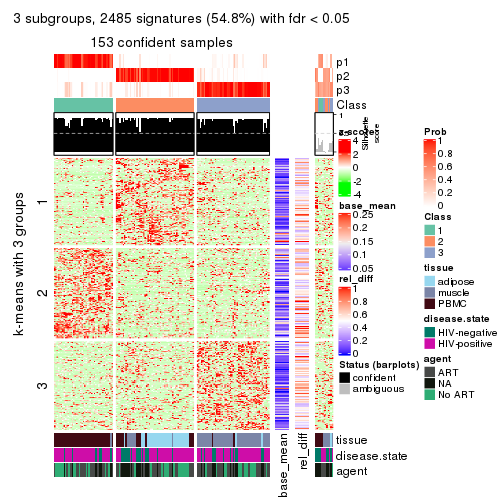 3 subgroups, 2485 signatures (54.8%) with fdr < 0.05
153 confident samples
p1
p2
p3
Class
1
0
Silhouette
score
k-means with 3 groups
1
2
3
z-score
4
2
0
-2
-4
base_mean
0.25
0.2
0.15
0.1
0.05
rel_diff
1
0.8
0.6
0.4
0.2
0
Status (barplots)
confident
ambiguous
Prob
1
0.8
0.6
0.4
0.2
0
Class
1
2
3
tissue
adipose
muscle
PBMC
disease.state
HIV-negative
HIV-positive
agent
ART
NA
No ART
tissue
disease.state
agent
base_mean
rel_diff